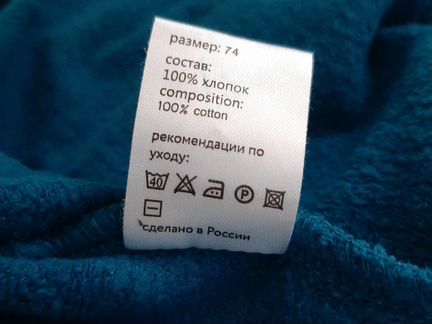 размер: 74
состав:
100% хлопок
composition:
100% cotton
рекомендации по
уходу:
40 P
сделано в России